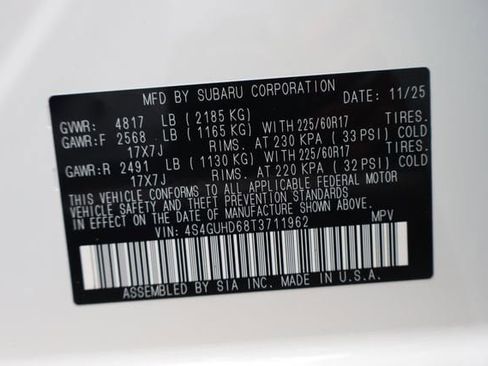 MFD BY SUBARU CORPORATION DATE: 11/25
GVWR: 4817 LB (2185 KG)
GAWR:F 2568 LB (1165 KG) WITH 225/60R17 TIRES.
17X7J RIMS. AT 230 KPA (33 PSI) COLD
GAWR:R 2491 LB (1130 KG) WITH 225/60R17 TIRES.
17X7J RIMS. AT 220 KPA (32 PSI) COLD
THIS VEHICLE CONFORMS TO ALL APPLICABLE FEDERAL MOTOR
VEHICLE SAFETY AND THEFT PREVENTION STANDARDS
IN EFFECT ON THE DATE OF MANUFACTURE SHOWN ABOVE.
VIN: 4S4GUHD68T3711962 MPV
ASSEMBLED BY SIA INC. MADE IN U.S.A.